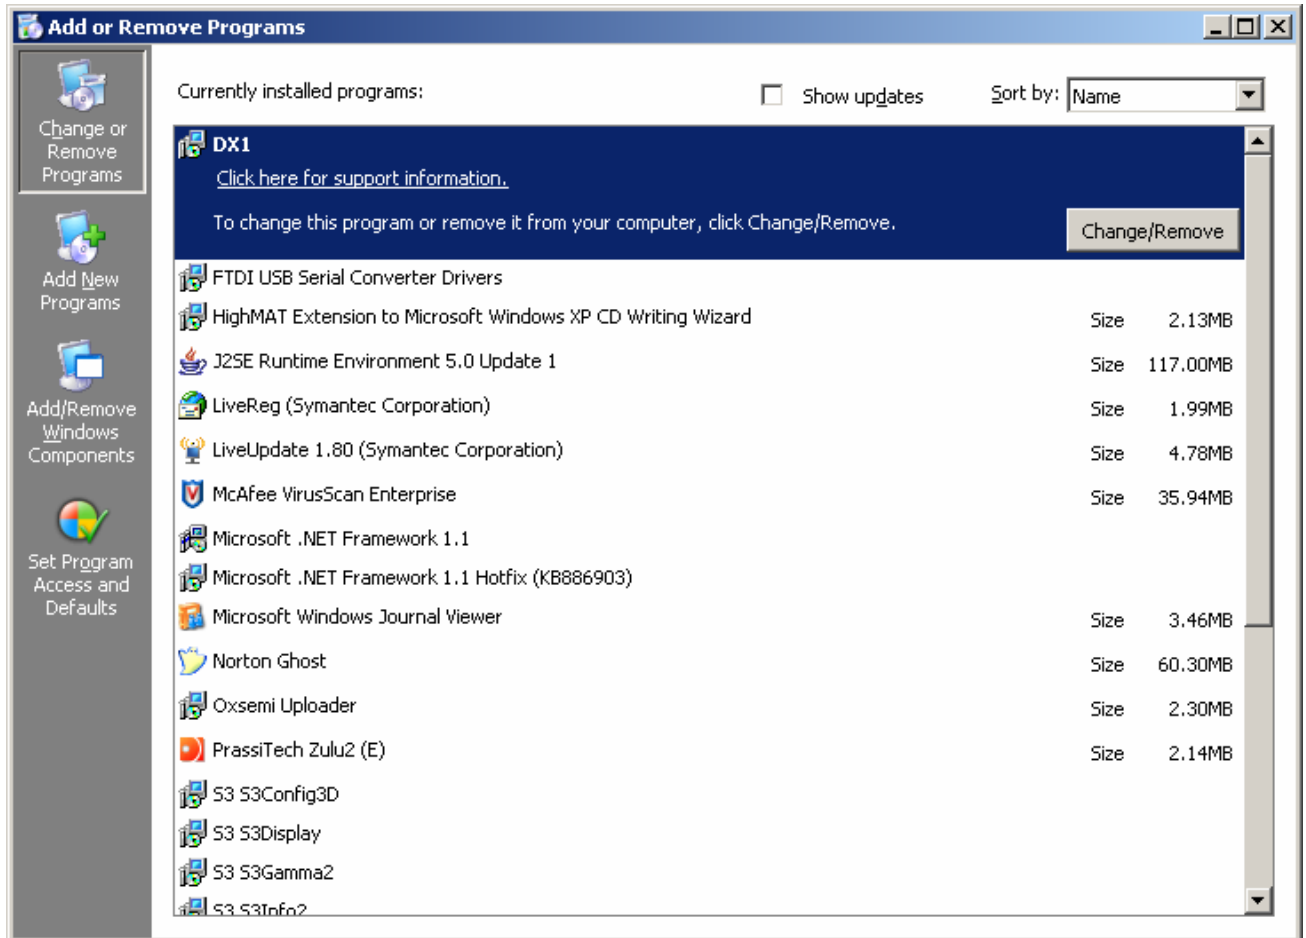 Add or Remove Programs
Change or
Remove
Programs
Add New
Programs
Add/Remove
Windows
Components
Set Program
Access and
Defaults
Currently installed programs:
Show updates
Sort by: Name
DX1
Click here for support information.
To change this program or remove it from your computer, click Change/Remove.
Change/Remove
FTDI USB Serial Converter Drivers
HighMAT Extension to Microsoft Windows XP CD Writing Wizard Size 2.13MB
J2SE Runtime Environment 5.0 Update 1 Size 117.00MB
LiveReg (Symantec Corporation) Size 1.99MB
LiveUpdate 1.80 (Symantec Corporation) Size 4.78MB
McAfee VirusScan Enterprise Size 35.94MB
Microsoft .NET Framework 1.1
Microsoft .NET Framework 1.1 Hotfix (KB886903)
Microsoft Windows Journal Viewer Size 3.46MB
Norton Ghost Size 60.30MB
Oxsemi Uploader Size 2.30MB
PrassiTech Zulu2 (E) Size 2.14MB
S3 S3Config3D
S3 S3Display
S3 S3Gamma2
S3 S3Info2